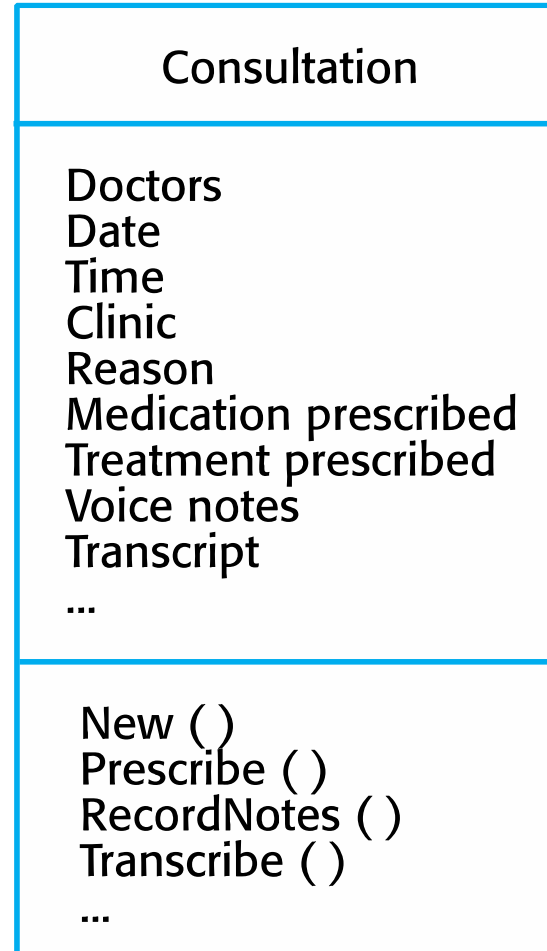 Consultation
Doctors
Date
Time
Clinic
Reason
Medication prescribed
Treatment prescribed
Voice notes
Transcript
...
New ( )
Prescribe ( )
RecordNotes ( )
Transcribe ( )
...